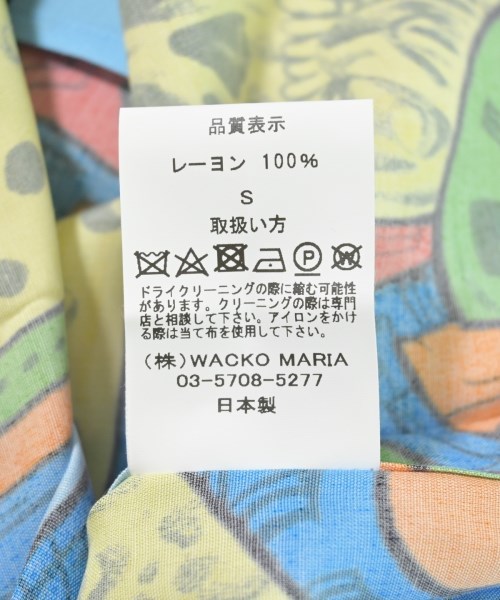 品質表示
レーヨン 100%
S
取扱い方
P W
ドライクリーニングの際に縮む可能性
があります。クリーニングの際は専門
店と相談して下さい。アイロンをかけ
る際は当て布を使用して下さい。
(株)WACKO MARIA
03-5708-5277
日本製